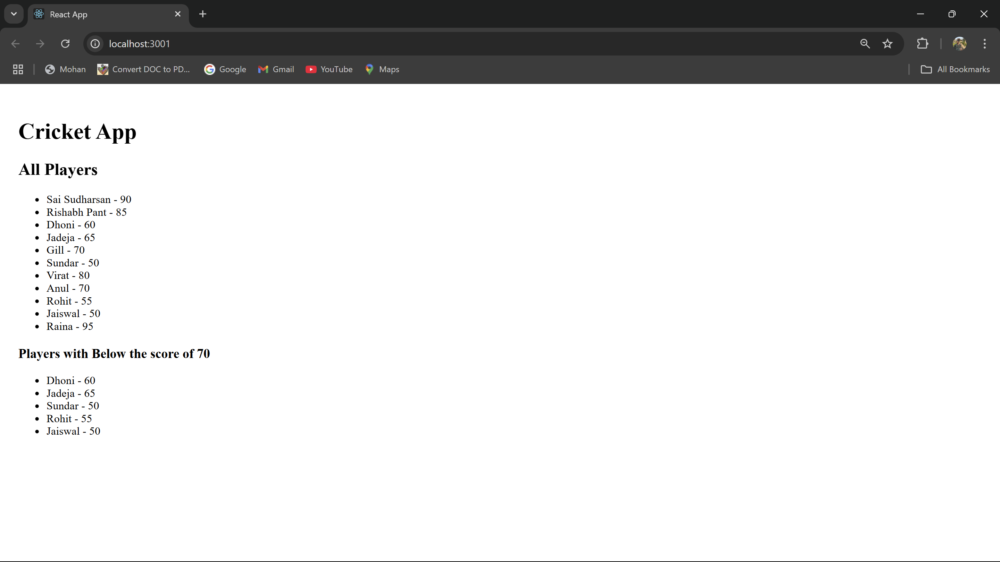 React App
localhost:3001
Mohan
Convert DOC to PD...
Google
Gmail
YouTube
Maps
All Bookmarks
Cricket App
All Players
Sai Sudharsan - 90
Rishabh Pant - 85
Dhoni - 60
Jadeja - 65
Gill - 70
Sundar - 50
Virat - 80
Anul - 70
Rohit - 55
Jaiswal - 50
Raina - 95
Players with Below the score of 70
Dhoni - 60
Jadeja - 65
Sundar - 50
Rohit - 55
Jaiswal - 50